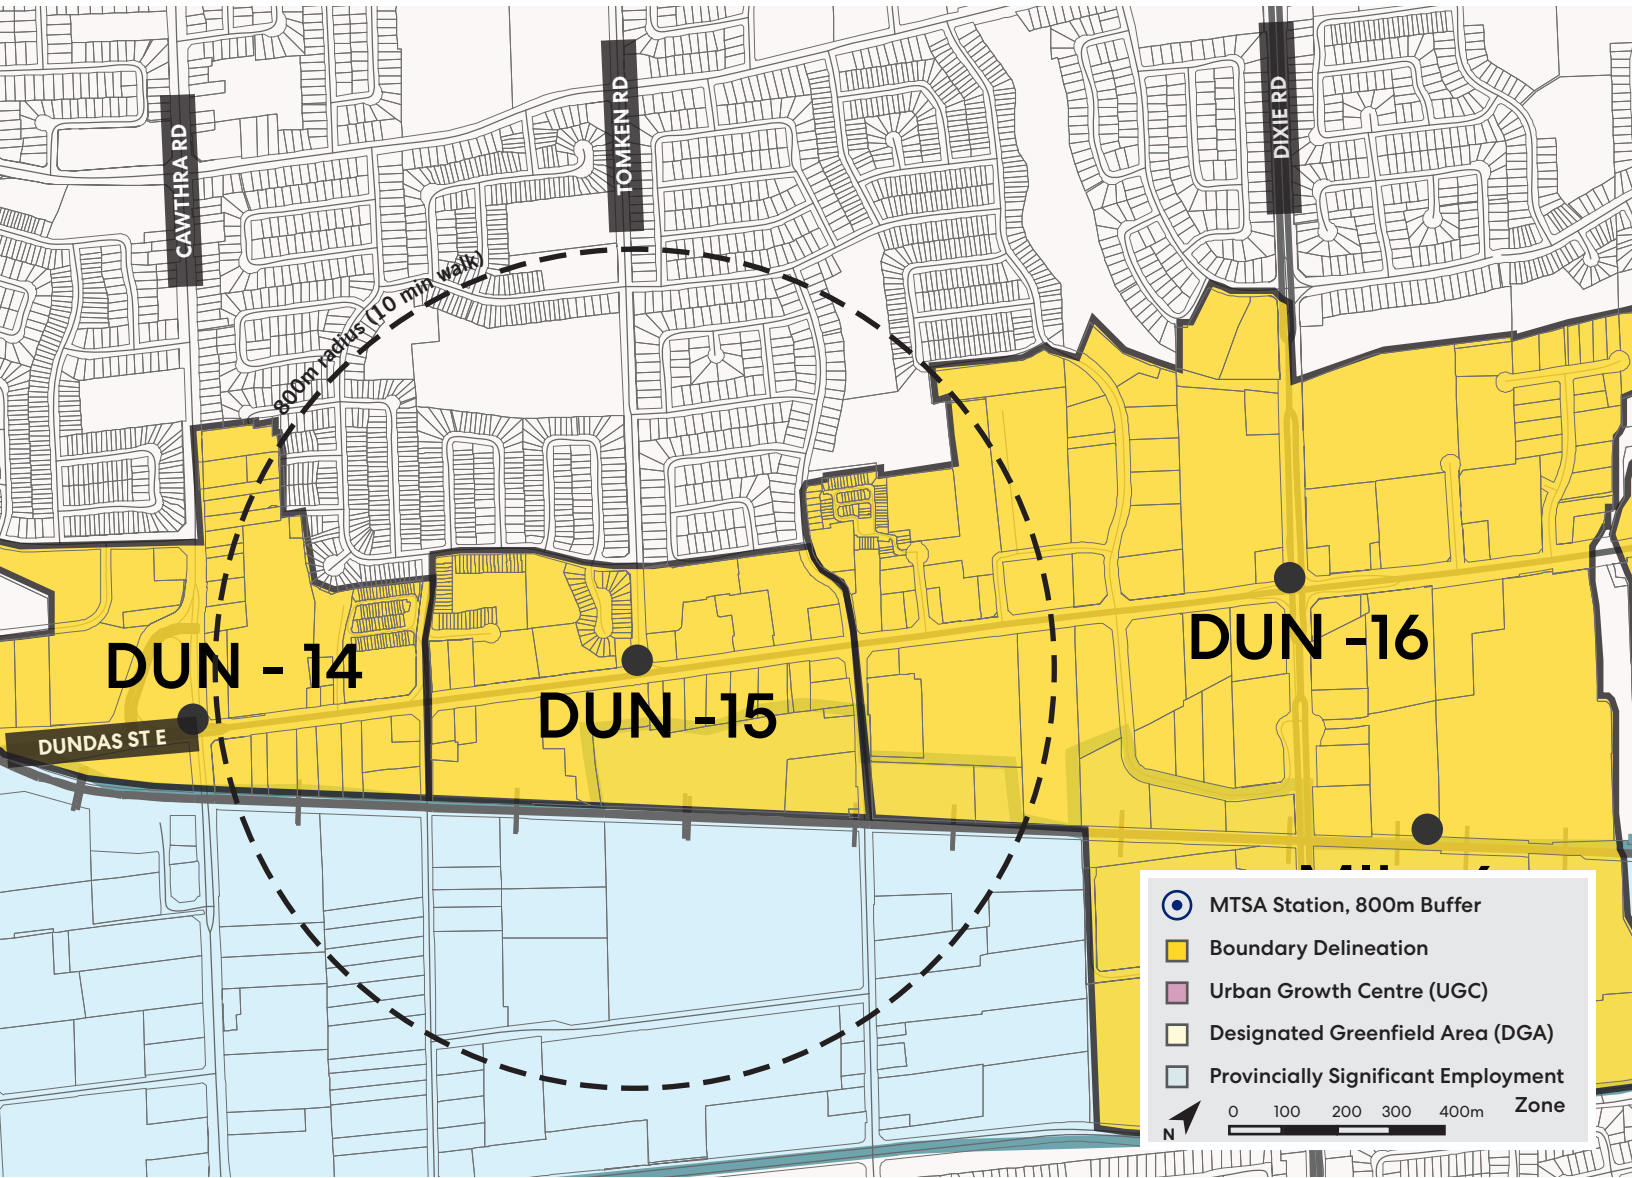 CAWTHRA RD
TOMKEN RD
DIXIE RD
800m radius (10 min walk)
DUN - 14
DUN -15
DUN -16
DUNDAS ST E
MTSA Station, 800m Buffer
Boundary Delineation
Urban Growth Centre (UGC)
Designated Greenfield Area (DGA)
Provincially Significant Employment
Zone
0 100 200 300 400m
N